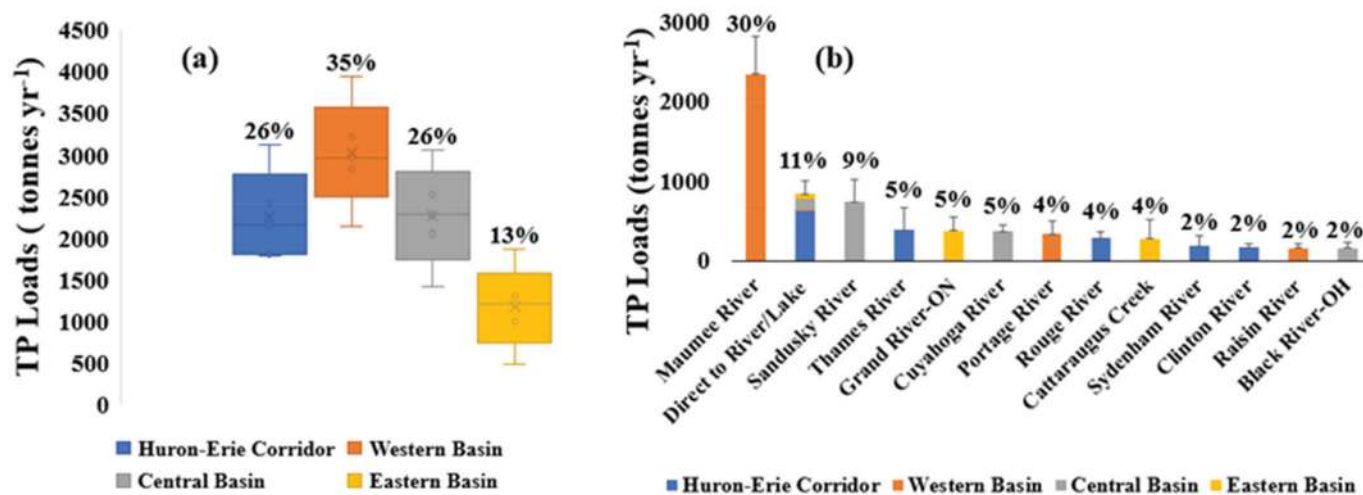 (a)
TP Loads ( tonnes yr-1)
4500
4000
3500
3000
2500
2000
1500
1000
500
0
26%
35%
26%
13%
Huron-Erie Corridor
Western Basin
Central Basin
Eastern Basin
(b)
TP Loads (tonnes yr-1)
3000
2000
1000
0
30%
11%
9%
5%
5%
5%
4%
4%
4%
2%
2%
2%
2%
Maumee River
Direct to River/Lake
Sandusky River
Thames River
Grand River-ON
Cuyahoga River
Portage River
Rouge River
Cattaraugus Creek
Sydenham River
Clinton River
Raisin River
Black River-OH
Huron-Erie Corridor
Western Basin
Central Basin
Eastern Basin